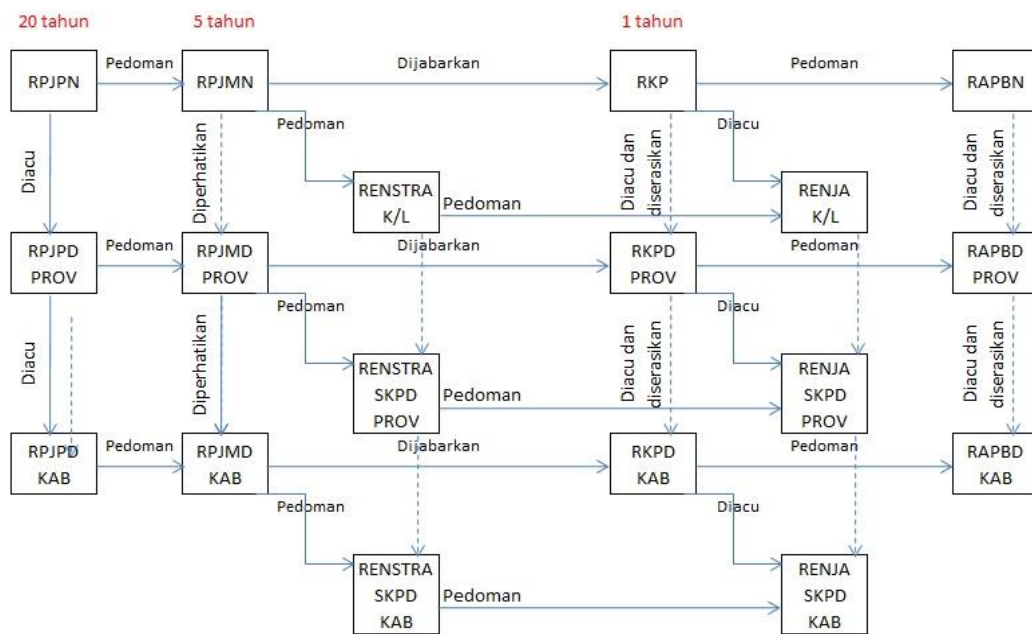 20 tahun
5 tahun
1 tahun
RPJPN
Pedoman
RPJMN
Dijabarkan
RKP
Pedoman
RAPBN
Pedoman
Diacu
Diacu
Diperhatikan
Diacu dan
diserasikan
Diacu dan
diserasikan
RENSTRA
K/L
Pedoman
RENJA
K/L
RPJPD
PROV
Pedoman
RPJMD
PROV
Dijabarkan
RKPD
PROV
Pedoman
RAPBD
PROV
Pedoman
Diacu
Diacu
Diperhatikan
Diacu dan
diserasikan
Diacu dan
diserasikan
RENSTRA
SKPD
PROV
Pedoman
RENJA
SKPD
PROV
RPJPD
KAB
Pedoman
RPJMD
KAB
Dijabarkan
RKPD
KAB
Pedoman
RAPBD
KAB
Pedoman
Diacu
RENSTRA
SKPD
KAB
Pedoman
RENJA
SKPD
KAB